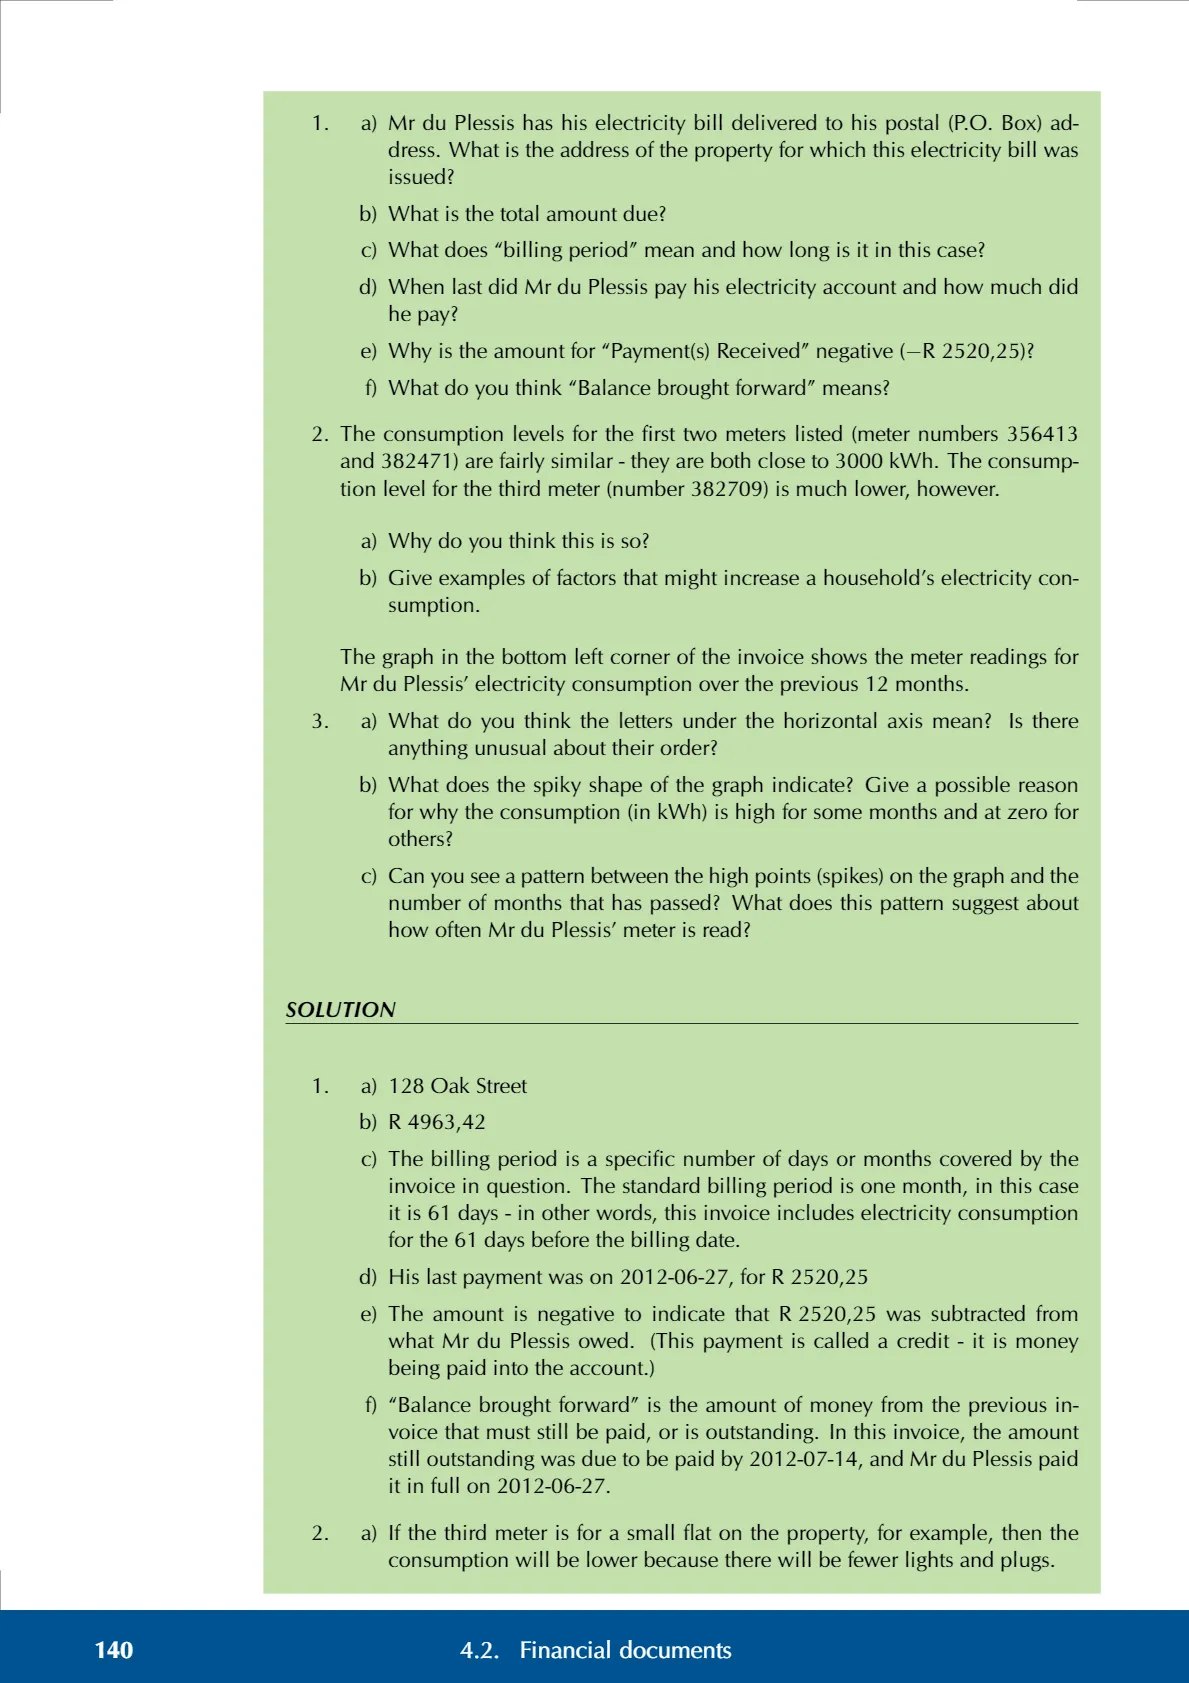 1. a) Mr du Plessis has his electricity bill delivered to his postal (P.O. Box) ad-
dress. What is the address of the property for which this electricity bill was
issued?
b) What is the total amount due?
c) What does “billing period” mean and how long is it in this case?
d) When last did Mr du Plessis pay his electricity account and how much did
he pay?
e) Why is the amount for “Payment(s) Received” negative (−R 2520,25)?
f) What do you think “Balance brought forward” means?
2. The consumption levels for the first two meters listed (meter numbers 356413
and 382471) are fairly similar - they are both close to 3000 kWh. The consump-
tion level for the third meter (number 382709) is much lower, however.
a) Why do you think this is so?
b) Give examples of factors that might increase a household’s electricity con-
sumption.
The graph in the bottom left corner of the invoice shows the meter readings for
Mr du Plessis’ electricity consumption over the previous 12 months.
3. a) What do you think the letters under the horizontal axis mean? Is there
anything unusual about their order?
b) What does the spiky shape of the graph indicate? Give a possible reason
for why the consumption (in kWh) is high for some months and at zero for
others?
c) Can you see a pattern between the high points (spikes) on the graph and the
number of months that has passed? What does this pattern suggest about
how often Mr du Plessis’ meter is read?
SOLUTION
1. a) 128 Oak Street
b) R 4963,42
c) The billing period is a specific number of days or months covered by the
invoice in question. The standard billing period is one month, in this case
it is 61 days - in other words, this invoice includes electricity consumption
for the 61 days before the billing date.
d) His last payment was on 2012-06-27, for R 2520,25
e) The amount is negative to indicate that R 2520,25 was subtracted from
what Mr du Plessis owed. (This payment is called a credit - it is money
being paid into the account.)
f) “Balance brought forward” is the amount of money from the previous in-
voice that must still be paid, or is outstanding. In this invoice, the amount
still outstanding was due to be paid by 2012-07-14, and Mr du Plessis paid
it in full on 2012-06-27.
2. a) If the third meter is for a small flat on the property, for example, then the
consumption will be lower because there will be fewer lights and plugs.
140 4.2. Financial documents